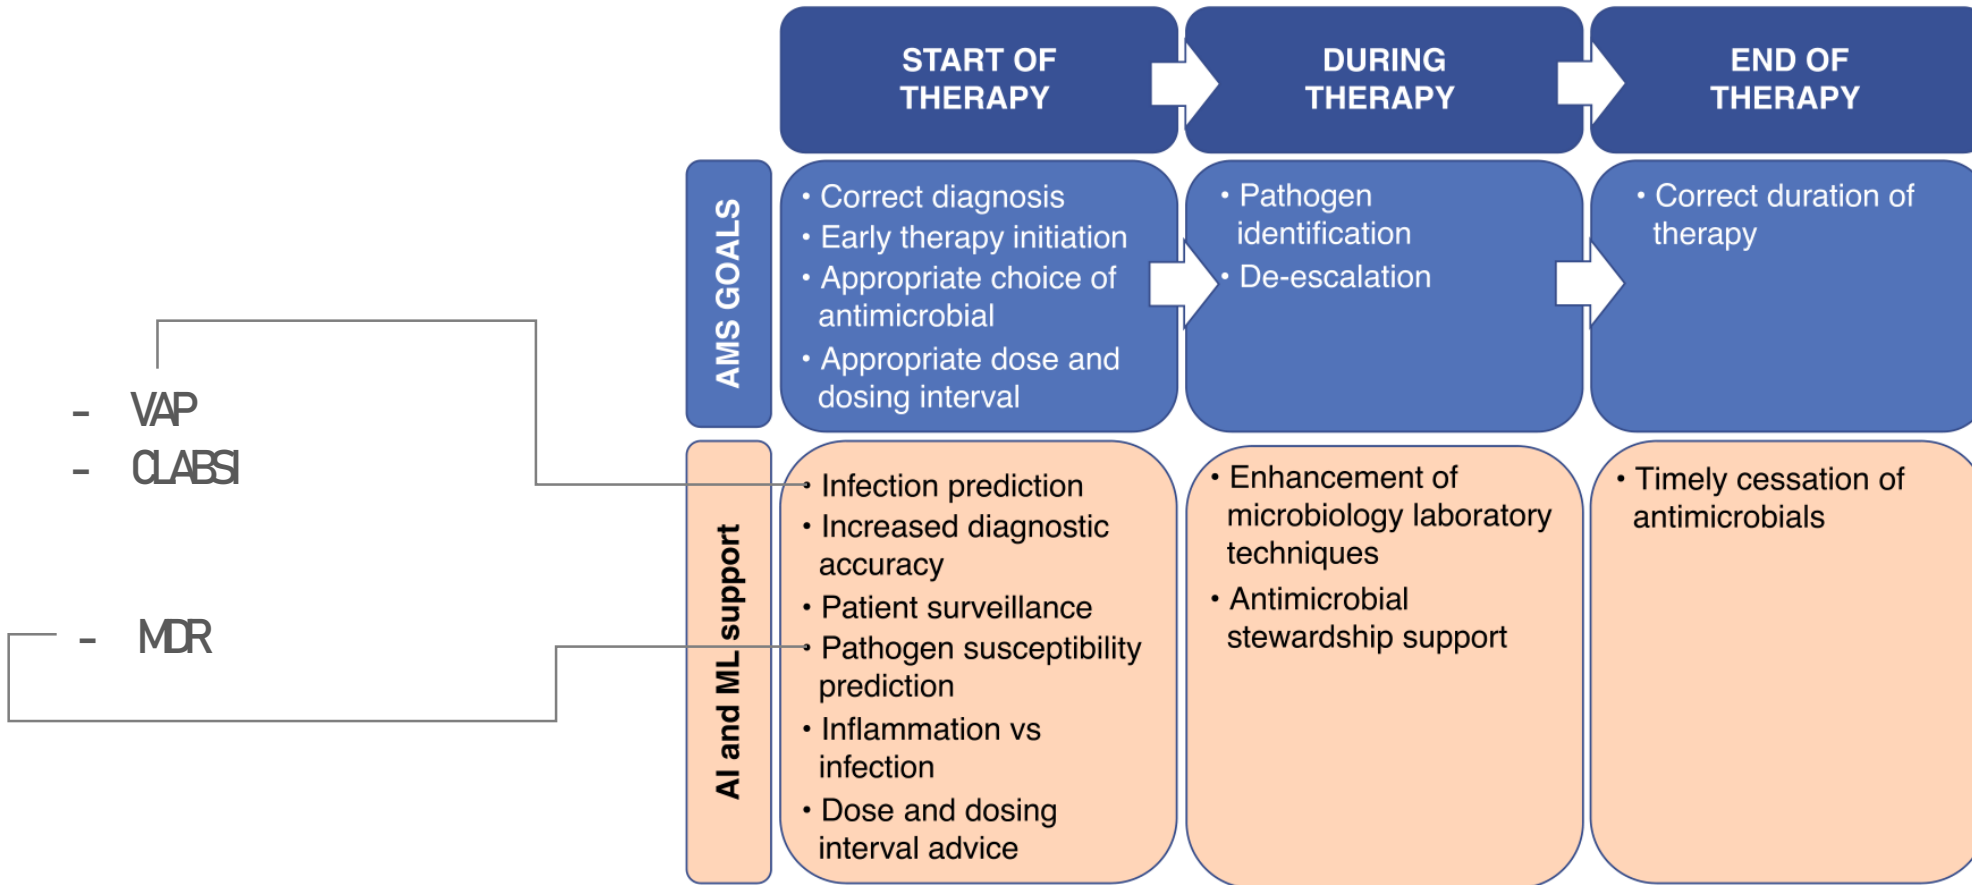 START OF
THERAPY
DURING
THERAPY
END OF
THERAPY
AMS GOALS
• Correct diagnosis
• Early therapy initiation
• Appropriate choice of
antimicrobial
• Appropriate dose and
dosing interval
• Pathogen
identification
• De-escalation
• Correct duration of
therapy
- VAP
- CLABSI
- MDR
AI and ML support
• Infection prediction
• Increased diagnostic
accuracy
• Patient surveillance
• Pathogen susceptibility
prediction
• Inflammation vs
infection
• Dose and dosing
interval advice
• Enhancement of
microbiology laboratory
techniques
• Antimicrobial
stewardship support
• Timely cessation of
antimicrobials